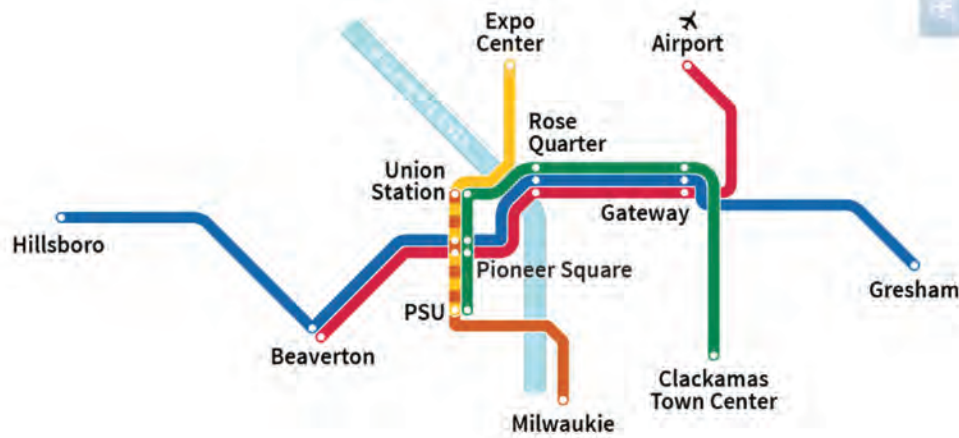 Expo
Center
Airport
Rose
Quarter
Union
Station
Gateway
Hillsboro
Pioneer Square
Gresham
PSU
Beaverton
Clackamas
Town Center
Milwaukie